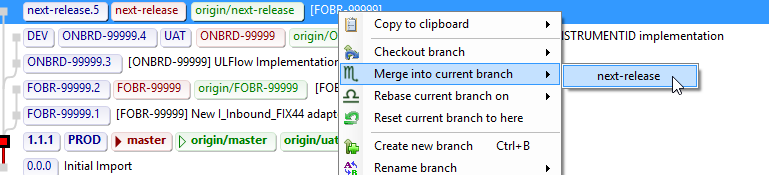 next-release.5 next-release origin/next-release [FOBR-99999]
Copy to clipboard
DEV ONBRD-99999.4 UAT ONBRD-99999 origin/O STRUMENTID implementation
Checkout branch
ONBRD-99999.3 [ONBRD-99999] ULFlow Implementation
Merge into current branch
next-release
FOBR-99999.2 FOBR-99999 origin/FOBR-99999 [FOB
Rebase current branch on
FOBR-99999.1 [FOBR-99999] New I_Inbound_FIX44 adapt
Reset current branch to here
1.1.1 PROD master origin/master origin/uat
Create new branch Ctrl+B
0.0.0 Initial Import
Rename branch